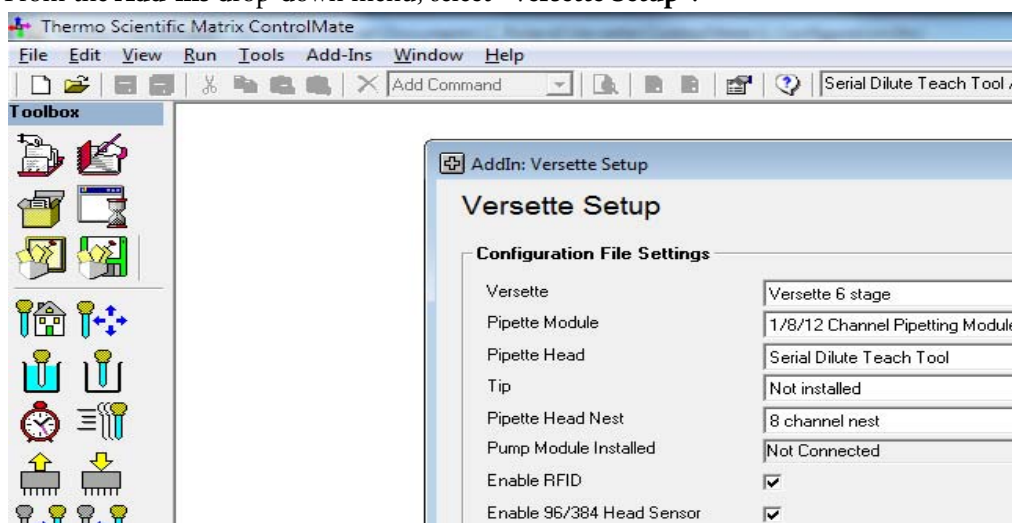 From the Add-Ins drop-down menu, select "Versette Setup".
Thermo Scientific Matrix ControlMate
File Edit View Run Tools Add-Ins Window Help
Add Command Serial Dilute Teach Tool
Toolbox
AddIn: Versette Setup
Versette Setup
Configuration File Settings
Versette Versette 6 stage
Pipette Module 1/8/12 Channel Pipetting Module
Pipette Head Serial Dilute Teach Tool
Tip Not installed
Pipette Head Nest 8 channel nest
Pump Module Installed Not Connected
Enable RFID
Enable 96/384 Head Sensor